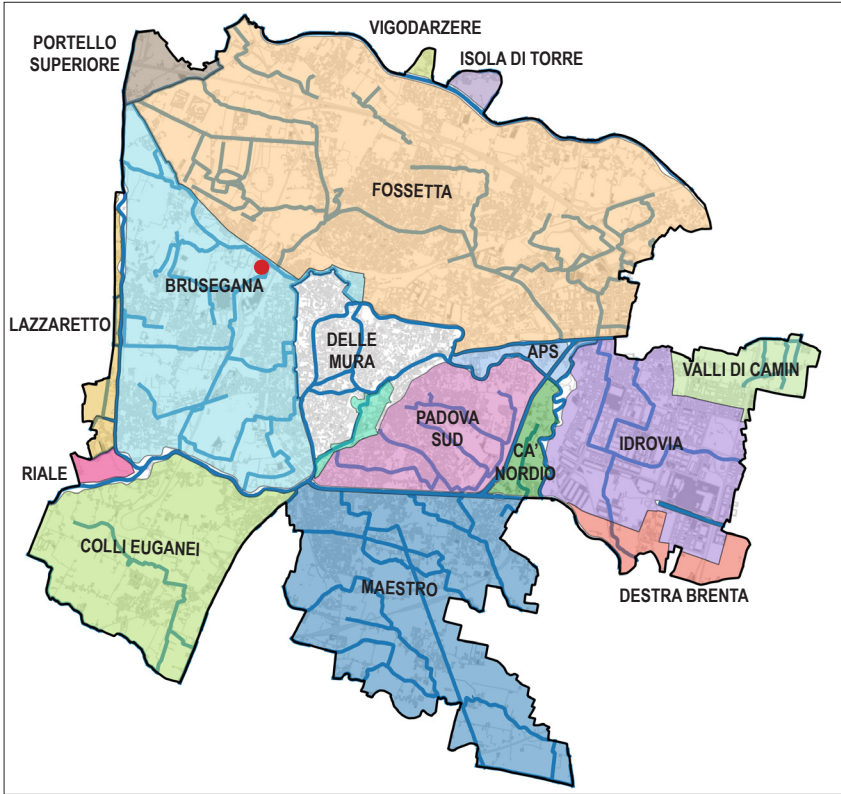 VIGODARZERE
PORTELLO
SUPERIORE
ISOLA DI TORRE
FOSSETTA
BRUSEGANA
LAZZARETTO
DELLE
MURA
APS
VALLI DI CAMIN
PADOVA
SUD
IDROVIA
CA'
NORDIO
RIALE
COLLI EUGANEI
MAESTRO
DESTRA BRENTA